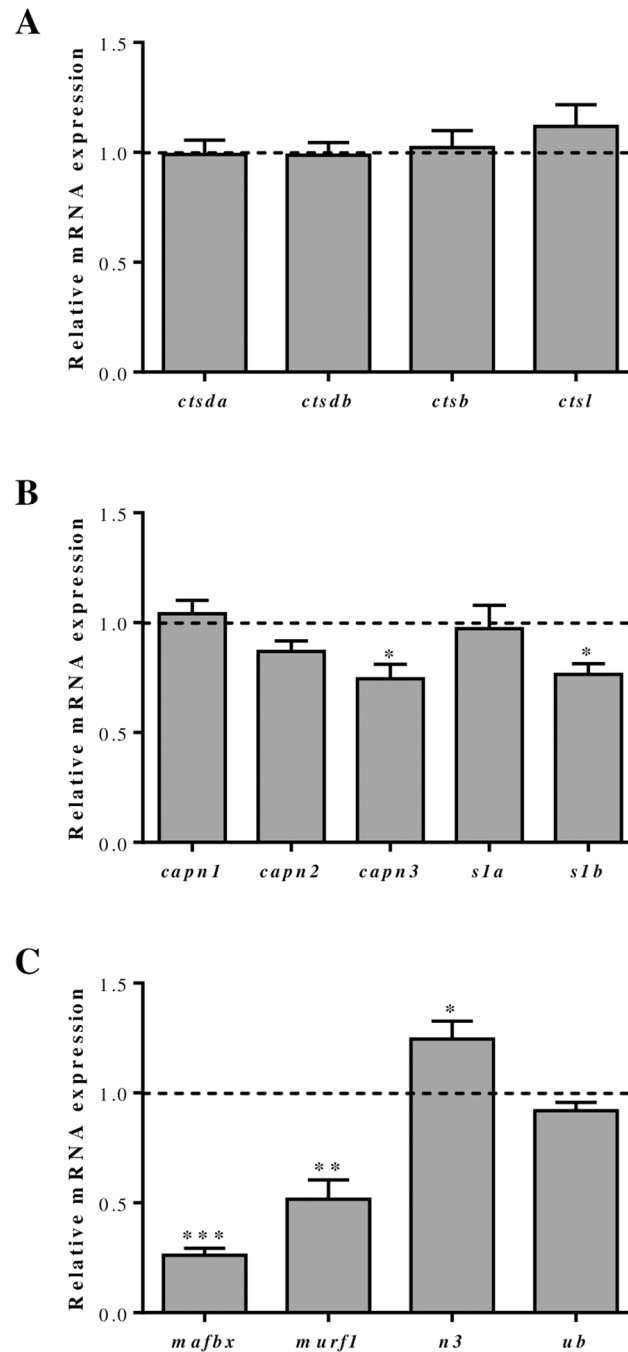 A
Relative mRNA expression
1.5
1.0
0.5
0.0
ctsda ctsdb ctsb ctsl
B
Relative mRNA expression
1.5
1.0
0.5
0.0
* *
capn1 capn2 capn3 s1a s1b
C
Relative mRNA expression
1.5
1.0
0.5
0.0
*** ** *
mafbx murf1 n3 ub